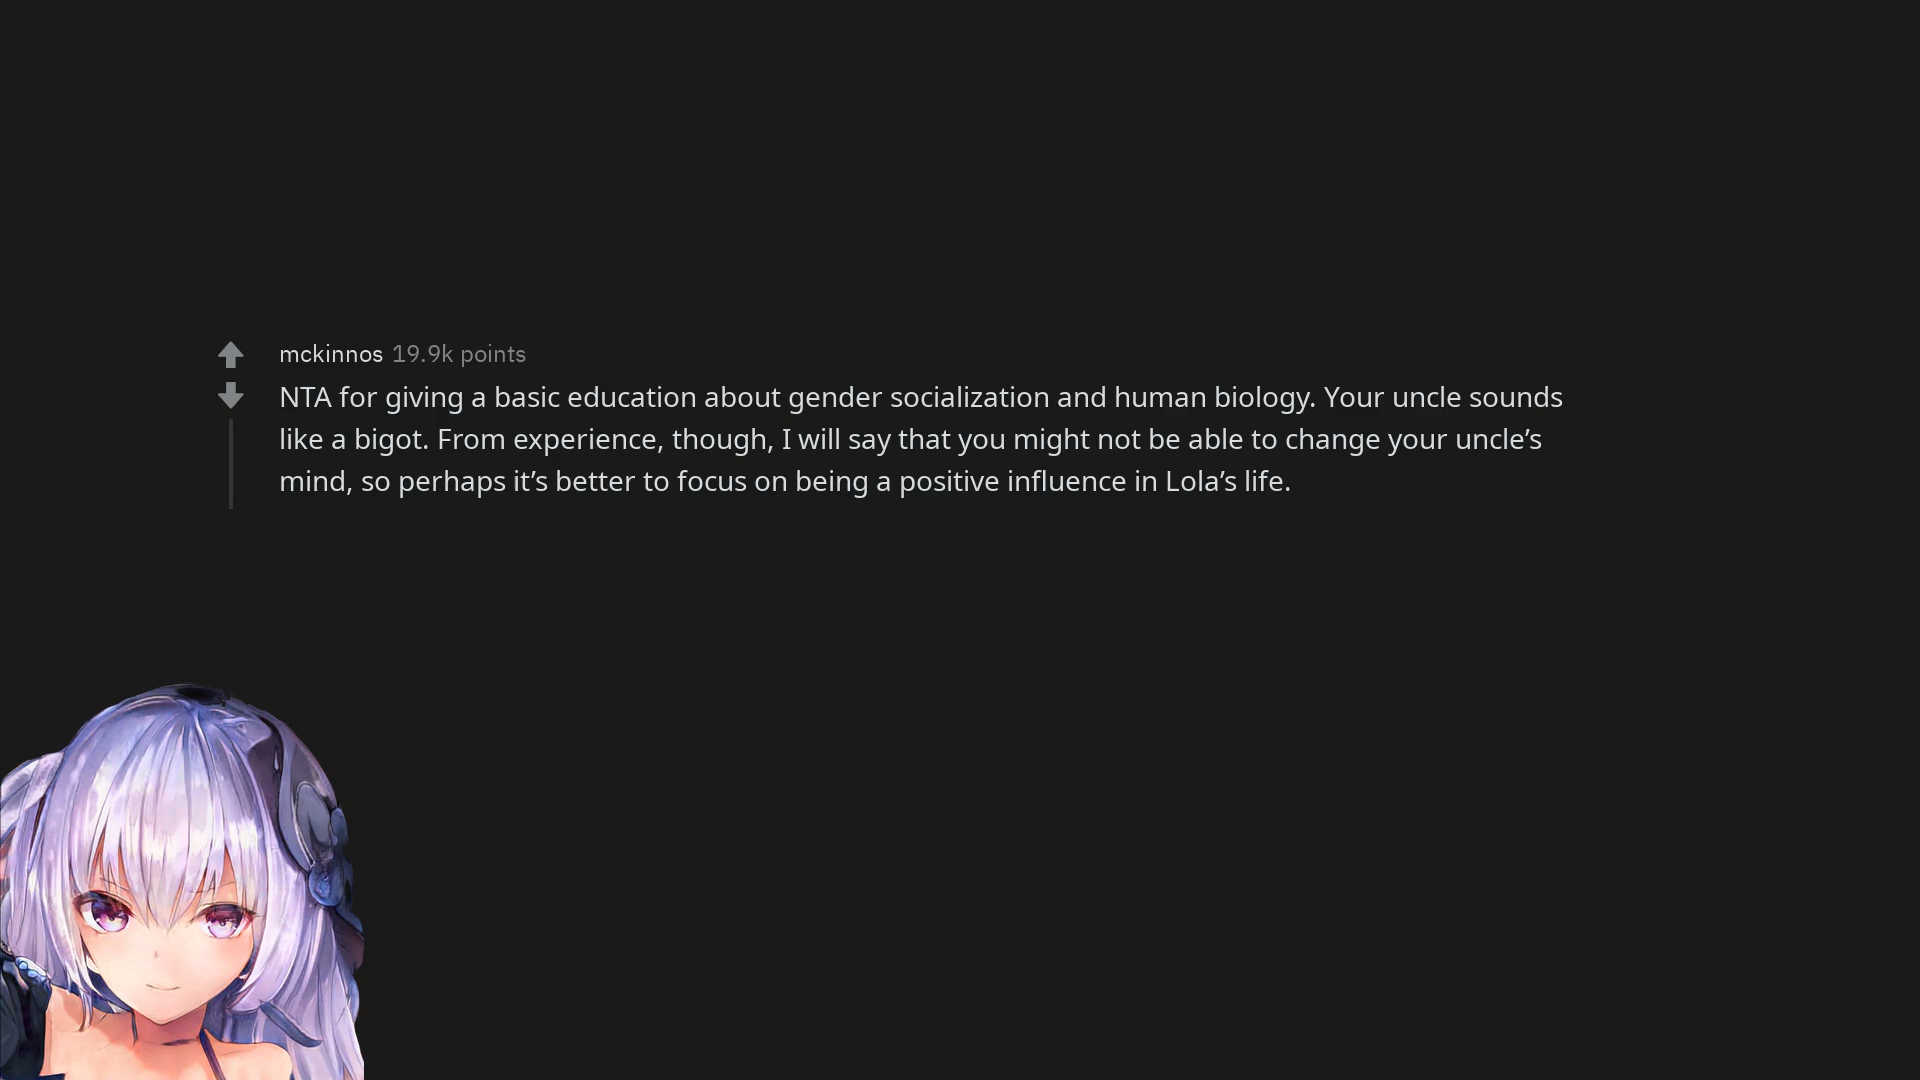 mckinnos 19.9k points
NTA for giving a basic education about gender socialization and human biology. Your uncle sounds
like a bigot. From experience, though, I will say that you might not be able to change your uncle’s
mind, so perhaps it’s better to focus on being a positive influence in Lola’s life.